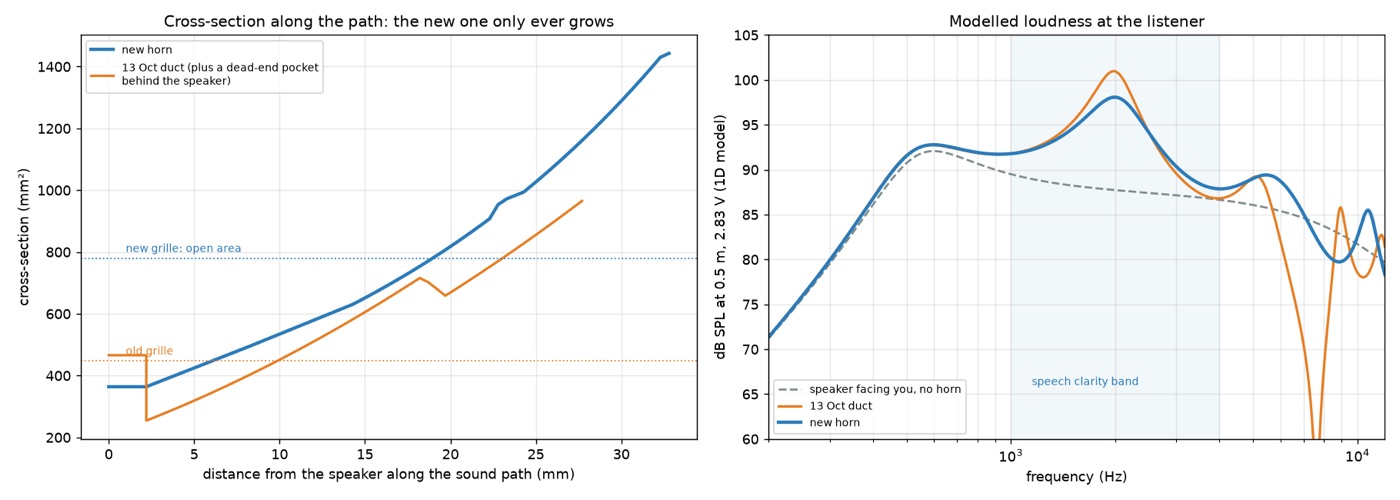 Cross-section along the path: the new one only ever grows
new horn
13 Oct duct (plus a dead-end pocket
behind the speaker)
1400
1200
1000
800
600
400
200
cross-section (mm²)
new grille: open area
old grille
0
5
10
15
20
25
30
distance from the speaker along the sound path (mm)
Modelled loudness at the listener
105
100
95
90
85
80
75
70
65
60
dB SPL at 0.5 m, 2.83 V (1D model)
speech clarity band
speaker facing you, no horn
13 Oct duct
new horn
10³
10⁴
frequency (Hz)